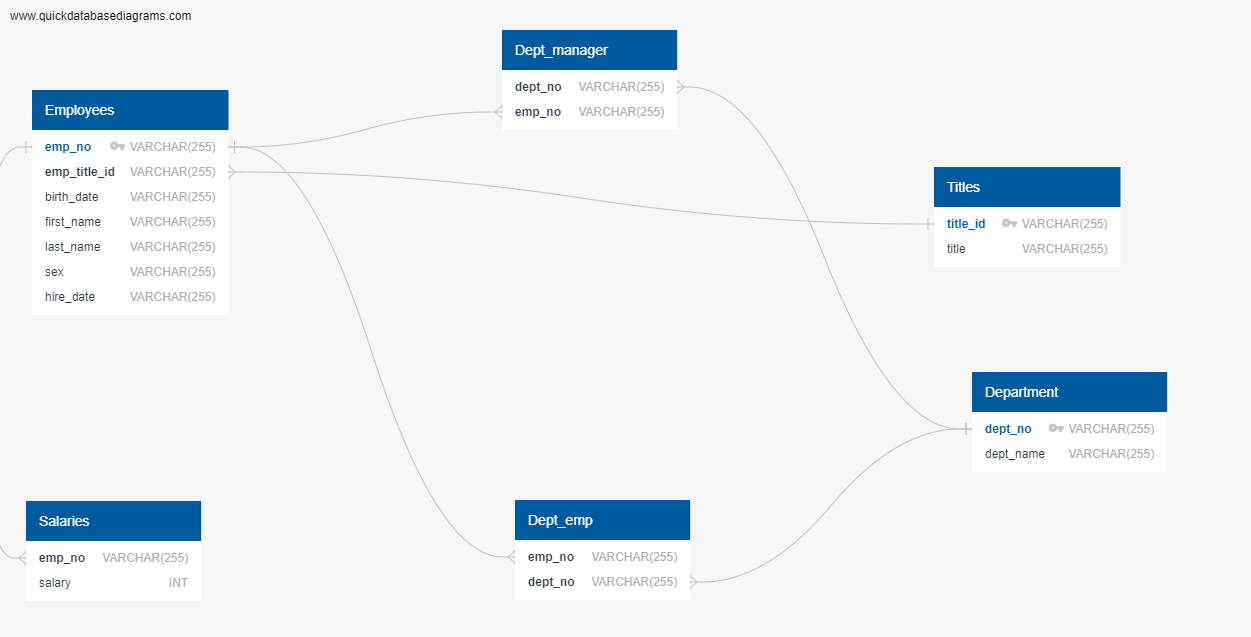 www.quickdatabasediagrams.com
Employees
emp_no VARCHAR(255)
emp_title_id VARCHAR(255)
birth_date VARCHAR(255)
first_name VARCHAR(255)
last_name VARCHAR(255)
sex VARCHAR(255)
hire_date VARCHAR(255)
Dept_manager
dept_no VARCHAR(255)
emp_no VARCHAR(255)
Titles
title_id VARCHAR(255)
title VARCHAR(255)
Department
dept_no VARCHAR(255)
dept_name VARCHAR(255)
Salaries
emp_no VARCHAR(255)
salary INT
Dept_emp
emp_no VARCHAR(255)
dept_no VARCHAR(255)